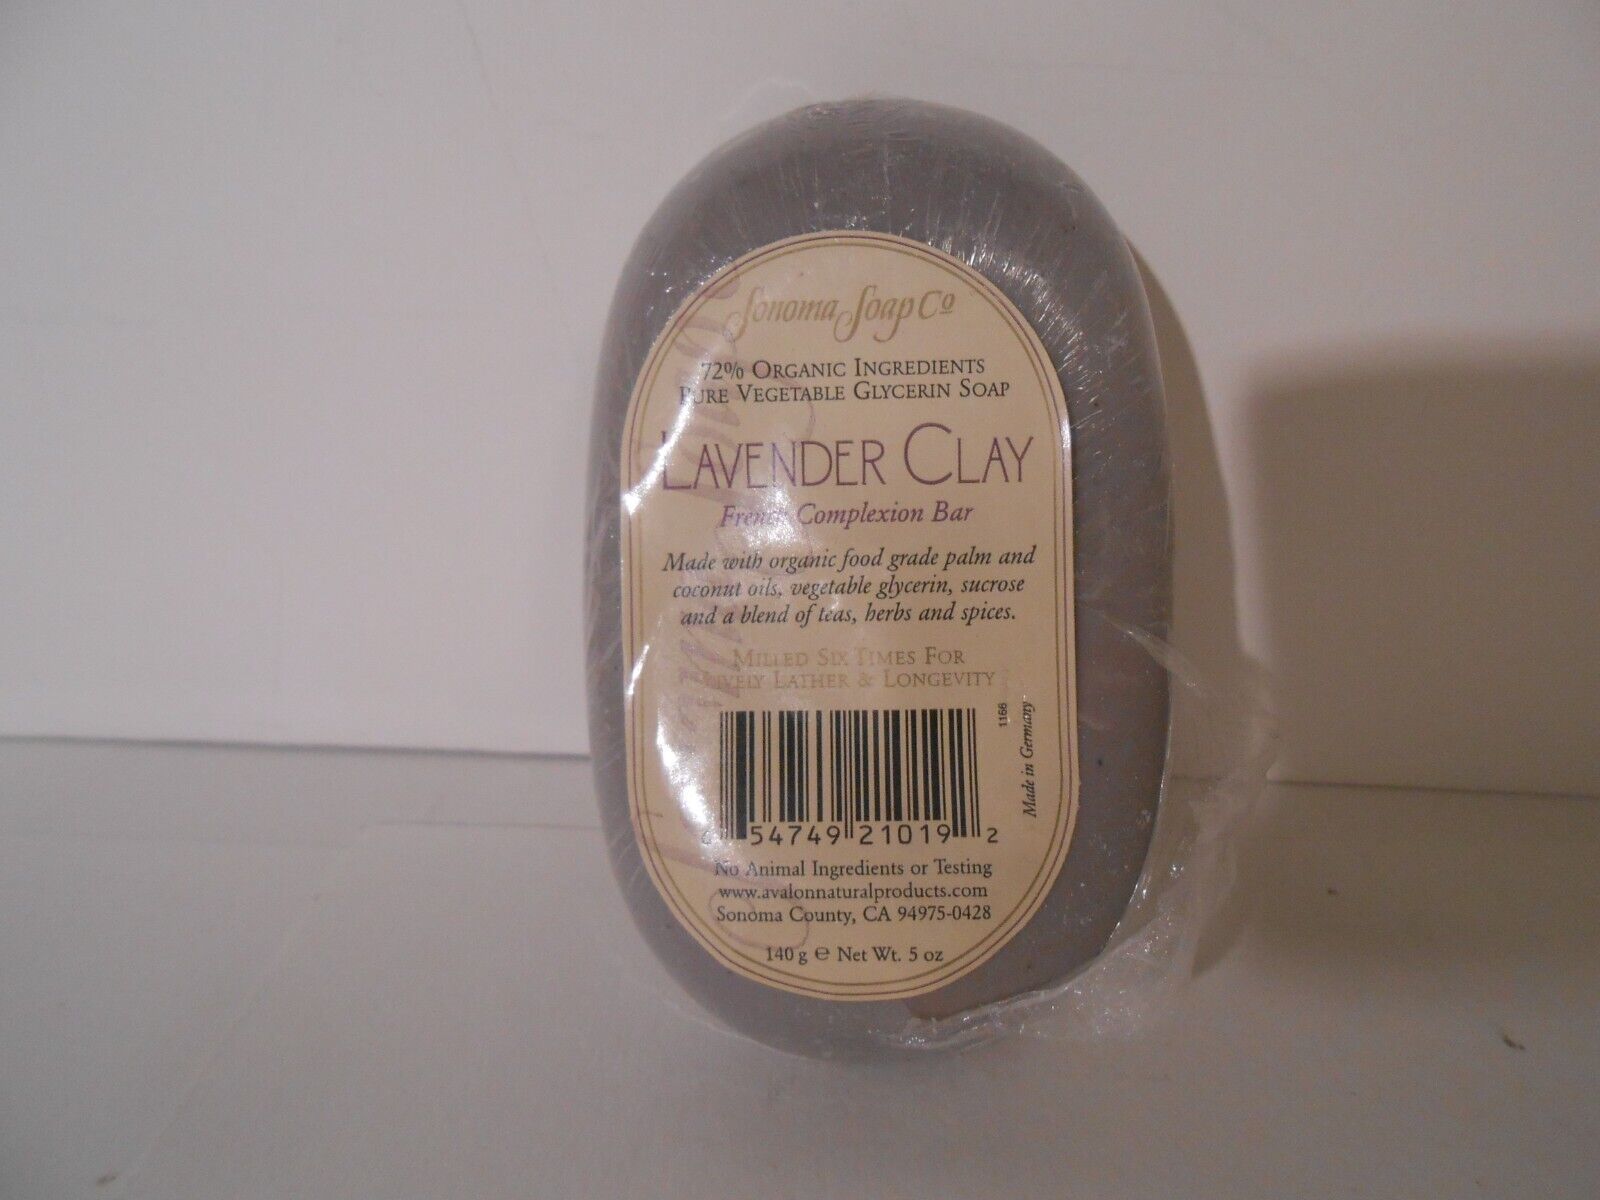 Sonoma Soap Co
72% ORGANIC INGREDIENTS
PURE VEGETABLE GLYCERIN SOAP
LAVENDER CLAY
French Complexion Bar
Made with organic food grade palm and
coconut oils, vegetable glycerin, sucrose
and a blend of teas, herbs and spices.
MILLED SIX TIMES FOR
LIVELY LATHER & LONGEVITY
1166
Made in Germany
6 54749 21019 2
No Animal Ingredients or Testing
www.avalonnaturalproducts.com
Sonoma County, CA 94975-0428
140 g ℮ Net Wt. 5 oz